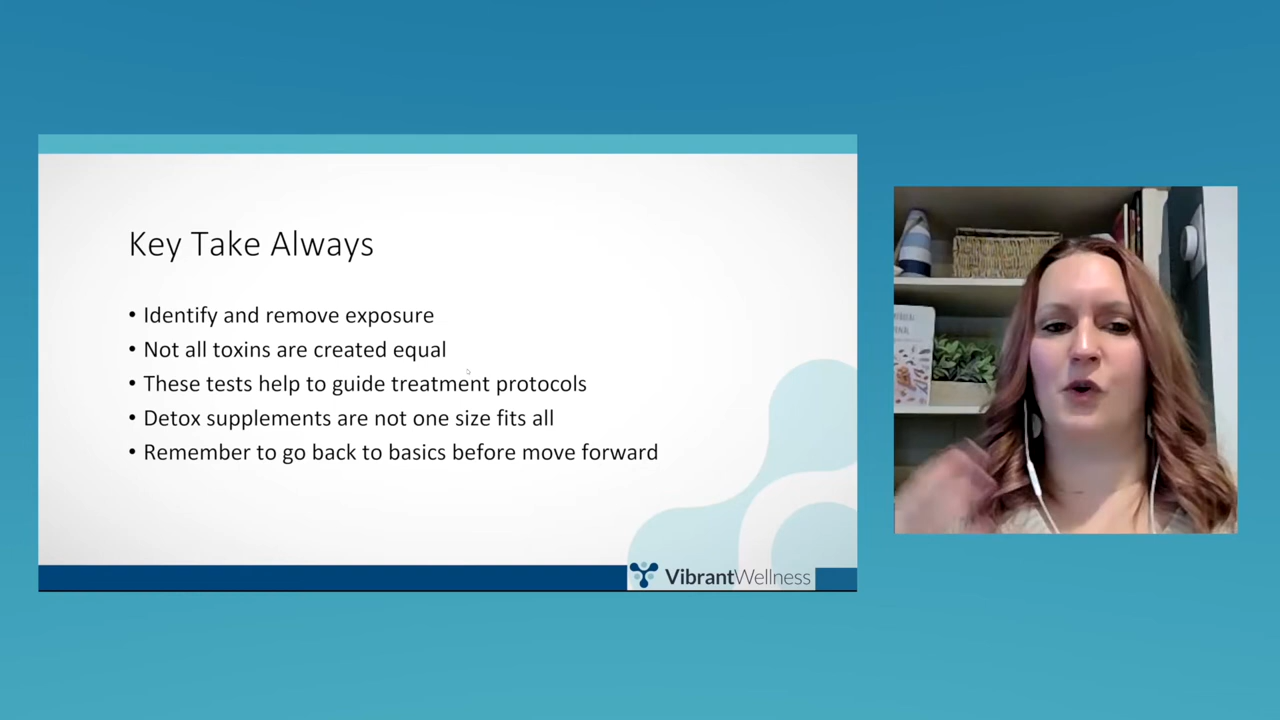 Key Take Always
• Identify and remove exposure
• Not all toxins are created equal
• These tests help to guide treatment protocols
• Detox supplements are not one size fits all
• Remember to go back to basics before move forward
VibrantWellness